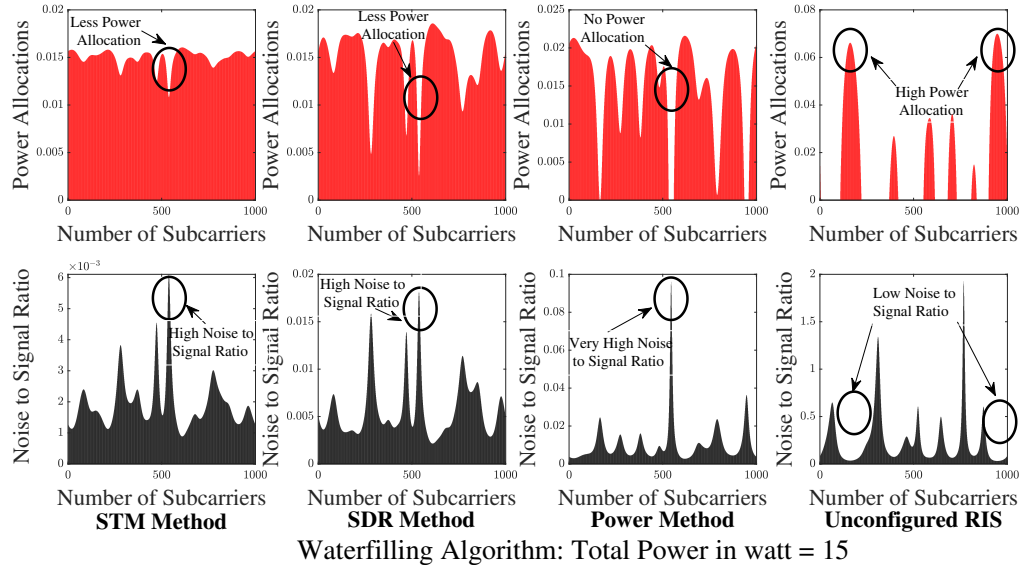 Less Power
Allocation
Power Allocations
0.015
0.01
0.005
0
0
500
1000
Number of Subcarriers
Less Power
Allocation
Power Allocations
0.02
0.015
0.01
0.005
0
0
500
1000
Number of Subcarriers
No Power
Allocation
Power Allocations
0.025
0.02
0.015
0.01
0.005
0
0
500
1000
Number of Subcarriers
High Power
Allocation
Power Allocations
0.08
0.06
0.04
0.02
0
0
500
1000
Number of Subcarriers
6 ×10⁻³
5
4
3
2
1
0
Noise to Signal Ratio
High Noise to
Signal Ratio
0
500
1000
Number of Subcarriers
STM Method
0.02
0.015
0.01
0.005
0
Noise to Signal Ratio
High Noise to
Signal Ratio
0
500
1000
Number of Subcarriers
SDR Method
0.1
0.08
0.06
0.04
0.02
0
Noise to Signal Ratio
Very High Noise
to Signal Ratio
0
500
1000
Number of Subcarriers
Power Method
2
1.5
1
0.5
0
Noise to Signal Ratio
Low Noise to
Signal Ratio
0
500
1000
Number of Subcarriers
Unconfigured RIS
Waterfilling Algorithm: Total Power in watt = 15